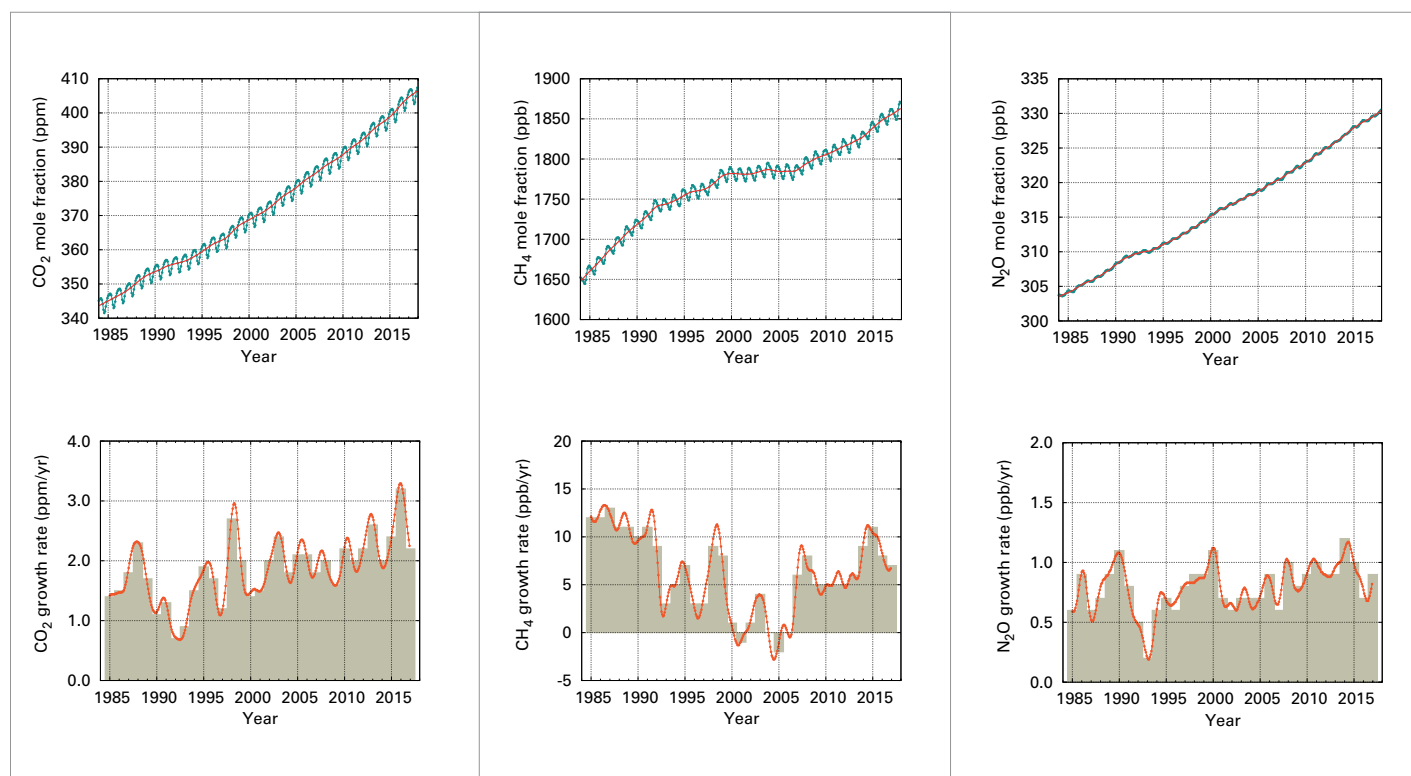 CO2 mole fraction (ppm)
410
400
390
380
370
360
350
340
1985 1990 1995 2000 2005 2010 2015
Year
CH4 mole fraction (ppb)
1900
1850
1800
1750
1700
1650
1600
1985 1990 1995 2000 2005 2010 2015
Year
N2O mole fraction (ppb)
335
330
325
320
315
310
305
300
1985 1990 1995 2000 2005 2010 2015
Year
CO2 growth rate (ppm/yr)
4.0
3.0
2.0
1.0
0.0
1985 1990 1995 2000 2005 2010 2015
Year
CH4 growth rate (ppb/yr)
20
15
10
5
0
-5
1985 1990 1995 2000 2005 2010 2015
Year
N2O growth rate (ppb/yr)
2.0
1.5
1.0
0.5
0.0
1985 1990 1995 2000 2005 2010 2015
Year